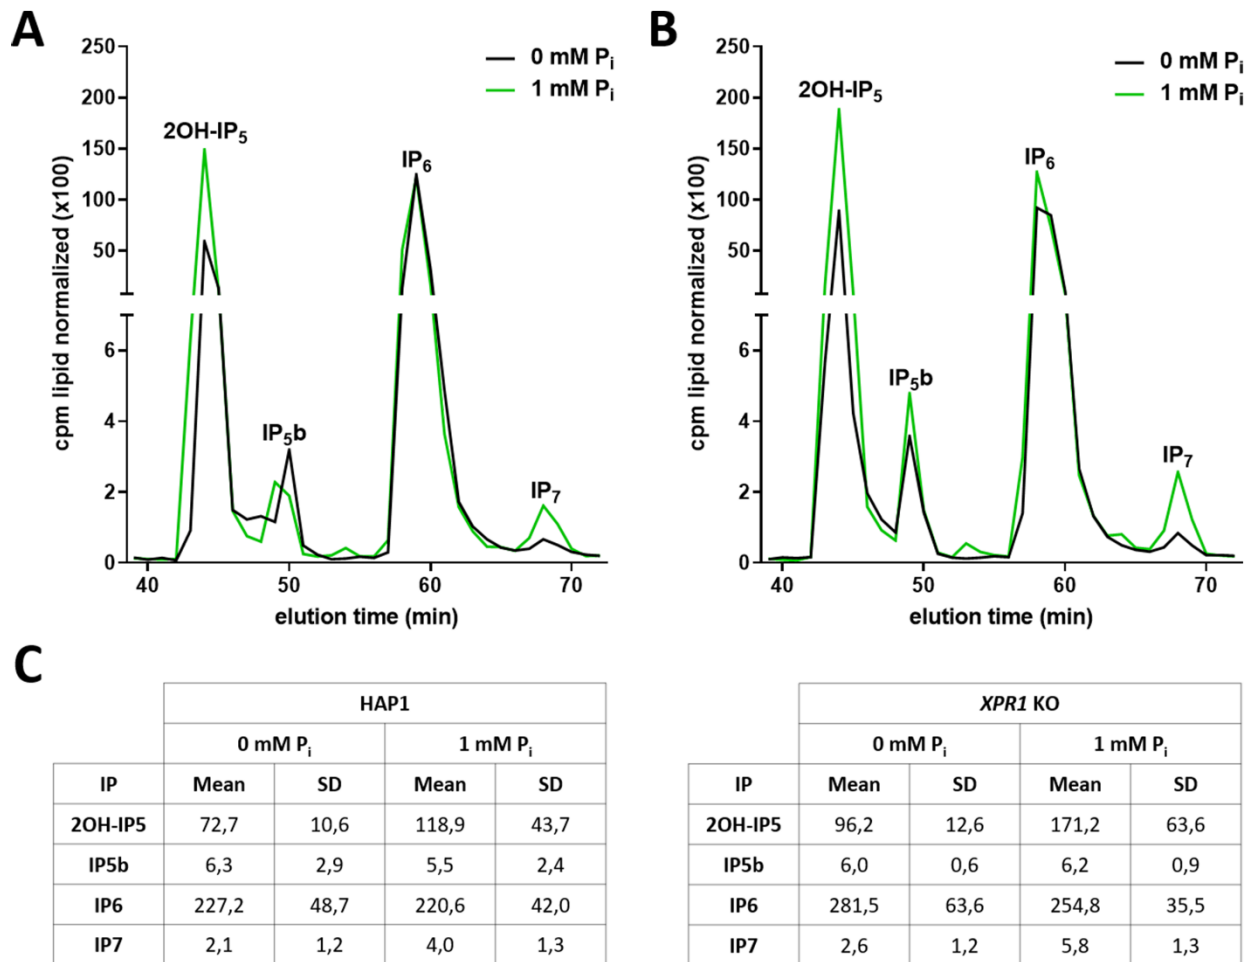 A
250
200
150
100
50
6
4
2
0
40
50
60
70
cpm lipid normalized (x100)
elution time (min)
0 mM Pi
1 mM Pi
2OH-IP5
IP5b
IP6
IP7
B
250
200
150
100
50
6
4
2
0
40
50
60
70
cpm lipid normalized (x100)
elution time (min)
0 mM Pi
1 mM Pi
2OH-IP5
IP5b
IP6
IP7
C
HAP1
0 mM Pi 1 mM Pi
IP Mean SD Mean SD
2OH-IP5 72,7 10,6 118,9 43,7
IP5b 6,3 2,9 5,5 2,4
IP6 227,2 48,7 220,6 42,0
IP7 2,1 1,2 4,0 1,3
XPR1 KO
0 mM Pi 1 mM Pi
IP Mean SD Mean SD
2OH-IP5 96,2 12,6 171,2 63,6
IP5b 6,0 0,6 6,2 0,9
IP6 281,5 63,6 254,8 35,5
IP7 2,6 1,2 5,8 1,3